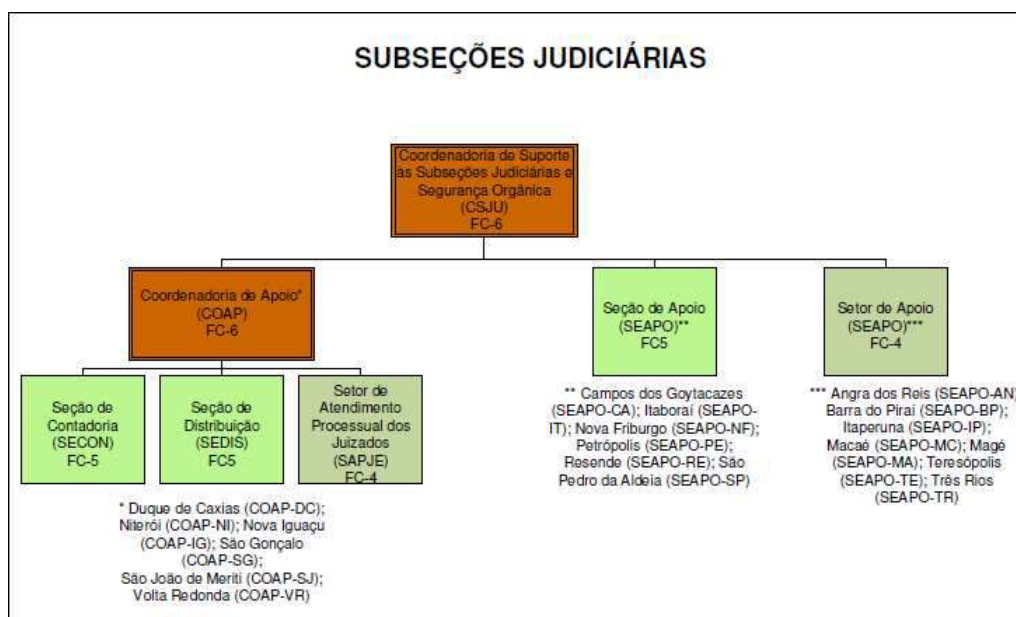 SUBSEÇÕES JUDICIÁRIAS
Coordenadoria de Suporte
às Subseções Judiciárias e
Segurança Orgânica
(CSJU)
FC-6
Coordenadoria de Apoio*
(COAP)
FC-6
Seção de Apoio
(SEAPO)**
FC5
Setor de Apoio
(SEAPO)***
FC-4
Seção de
Contadoria
(SECON)
FC-5
Seção de
Distribuição
(SEDIS)
FC5
Setor de
Atendimento
Processual dos
Juizados
(SAPJE)
FC-4
* Duque de Caxias (COAP-DC);
Niterói (COAP-NI); Nova Iguaçu
(COAP-IG); São Gonçalo
(COAP-SG);
São João de Meriti (COAP-SJ);
Volta Redonda (COAP-VR)
** Campos dos Goytacazes
(SEAPO-CA); Itaboraí (SEAPO-
IT); Nova Friburgo (SEAPO-NF);
Petrópolis (SEAPO-PE);
Resende (SEAPO-RE); São
Pedro da Aldeia (SEAPO-SP)
*** Angra dos Reis (SEAPO-AN)
Barra do Piraí (SEAPO-BP);
Itaperuna (SEAPO-IP);
Macaé (SEAPO-MC); Magé
(SEAPO-MA); Teresópolis
(SEAPO-TE); Três Rios
(SEAPO-TR)